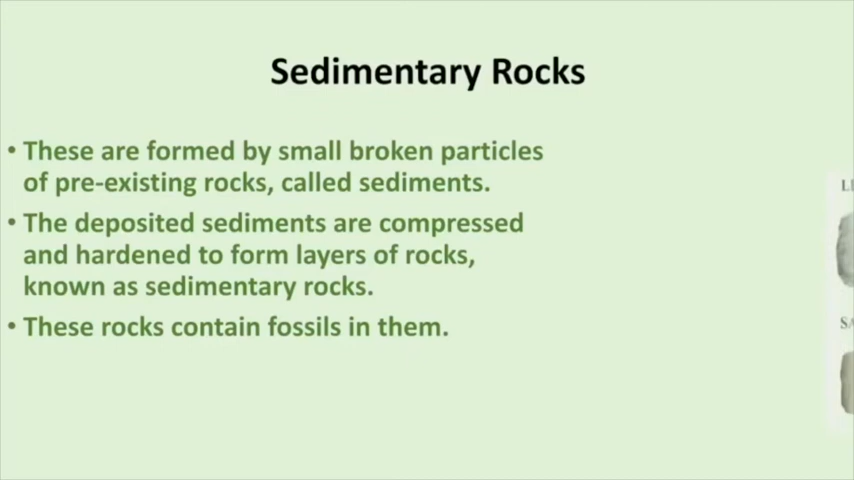 Sedimentary Rocks
• These are formed by small broken particles
of pre-existing rocks, called sediments.
• The deposited sediments are compressed
and hardened to form layers of rocks,
known as sedimentary rocks.
• These rocks contain fossils in them.